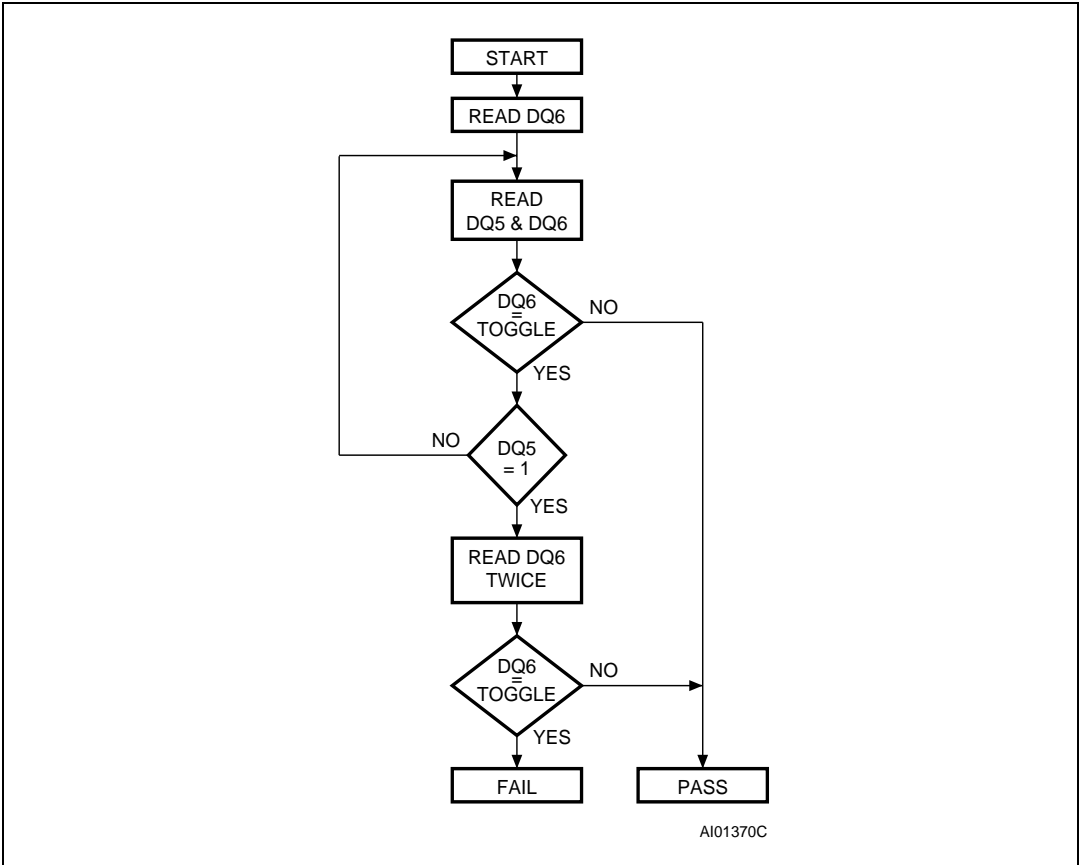 START
READ DQ6
READ
DQ5 & DQ6
DQ6
=
TOGGLE
NO
YES
NO
DQ5
= 1
YES
READ DQ6
TWICE
DQ6
=
TOGGLE
NO
YES
FAIL
PASS
AI01370C